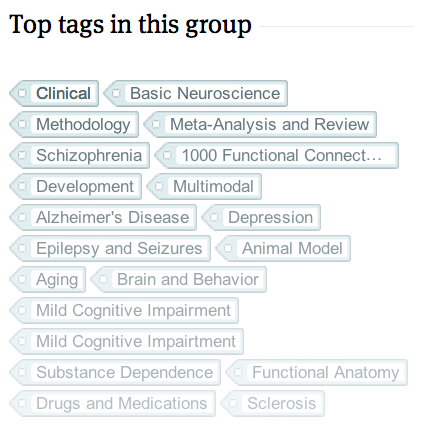 Top tags in this group
Clinical Basic Neuroscience
Methodology Meta-Analysis and Review
Schizophrenia 1000 Functional Connect…
Development Multimodal
Alzheimer's Disease Depression
Epilepsy and Seizures Animal Model
Aging Brain and Behavior
Mild Cognitive Impairment
Mild Cognitive Impairtment
Substance Dependence Functional Anatomy
Drugs and Medications Sclerosis